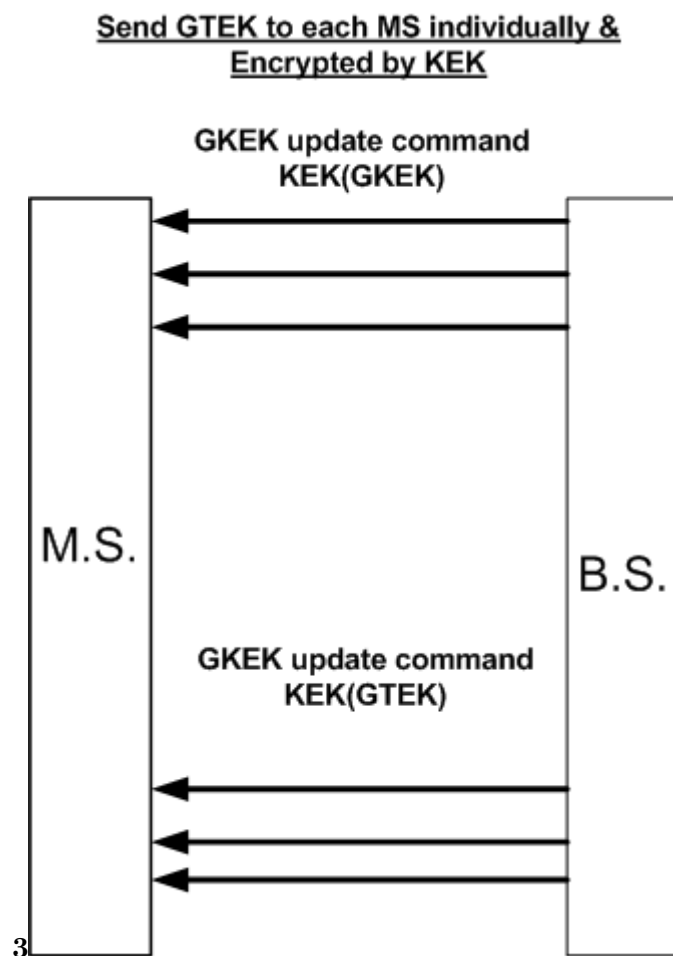 Send GTEK to each MS individually &
Encrypted by KEK
GKEK update command
KEK(GKEK)
M.S.
B.S.
GKEK update command
KEK(GTEK)
3